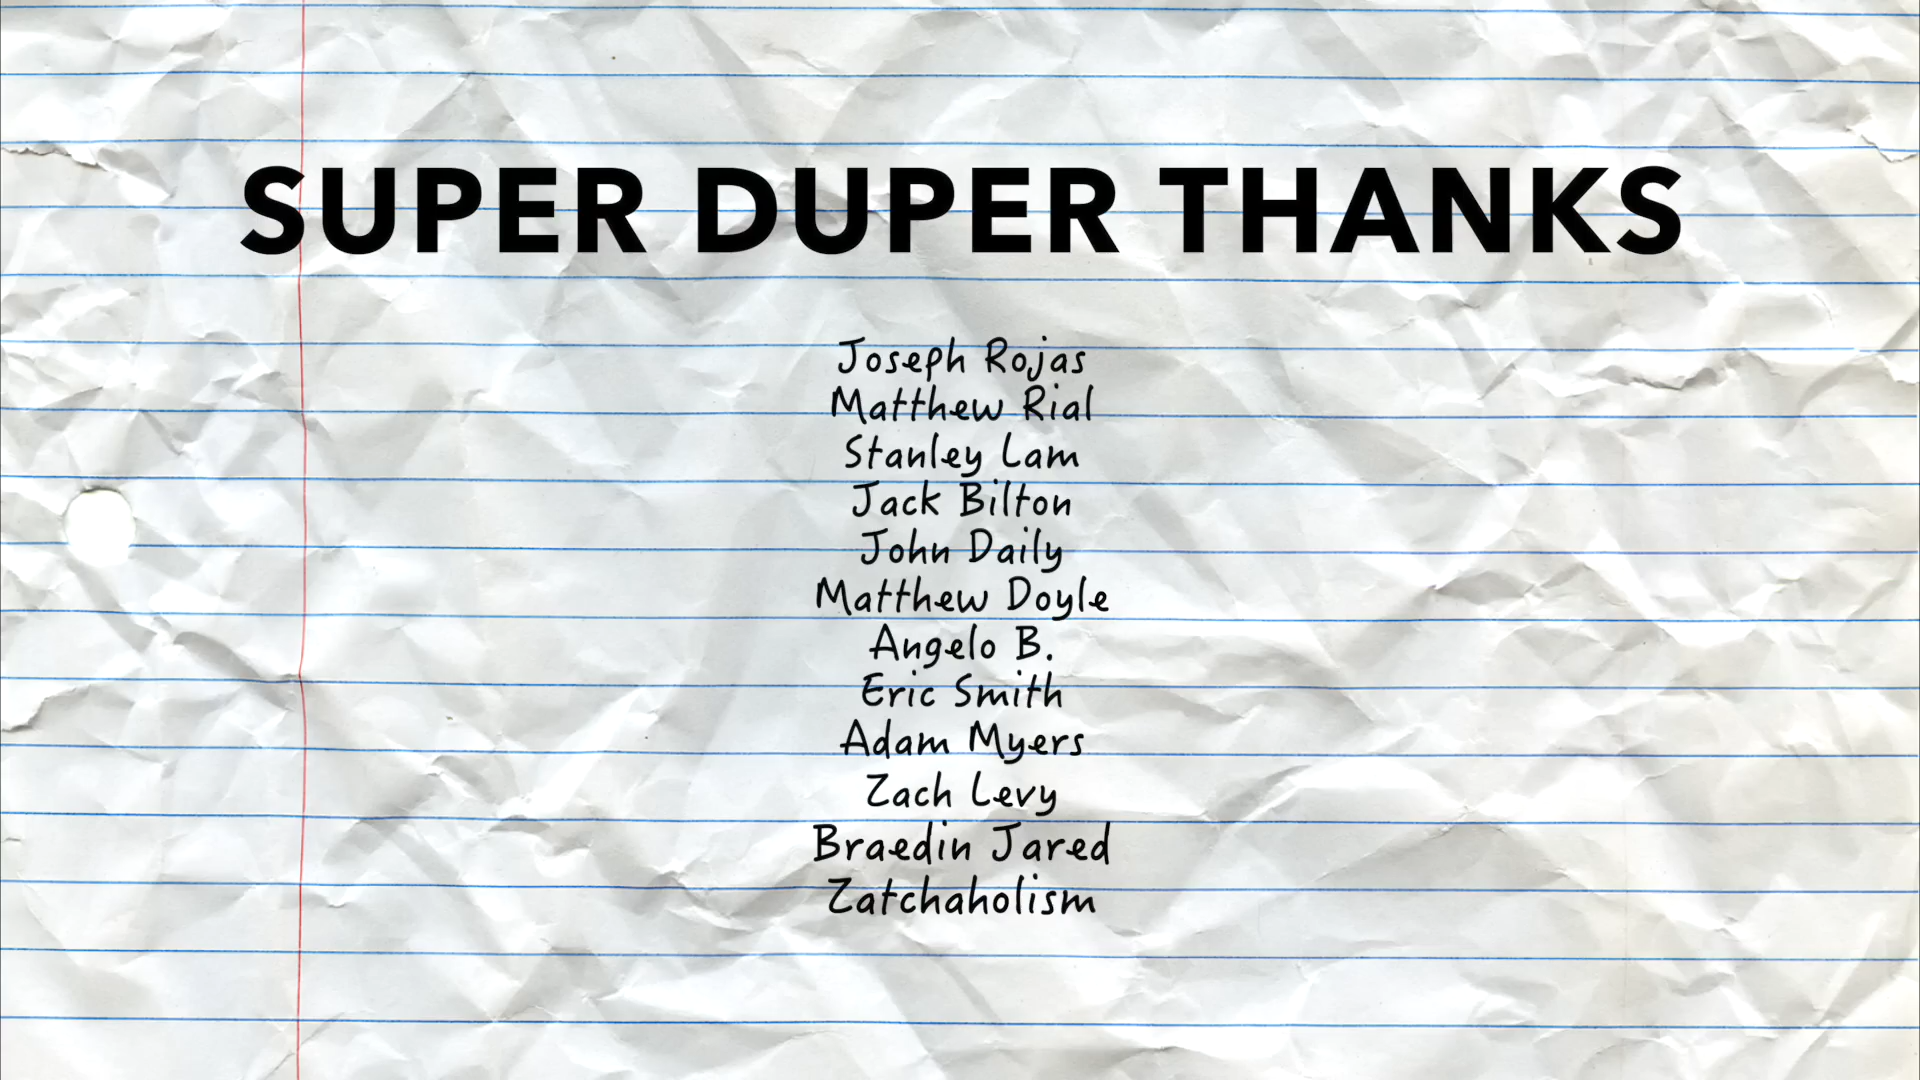 SUPER DUPER THANKS
Joseph Rojas
Matthew Rial
Stanley Lam
Jack Bilton
John Daily
Matthew Doyle
Angelo B.
Eric Smith
Adam Myers
Zach Levy
Braedin Jared
Zatchaholism